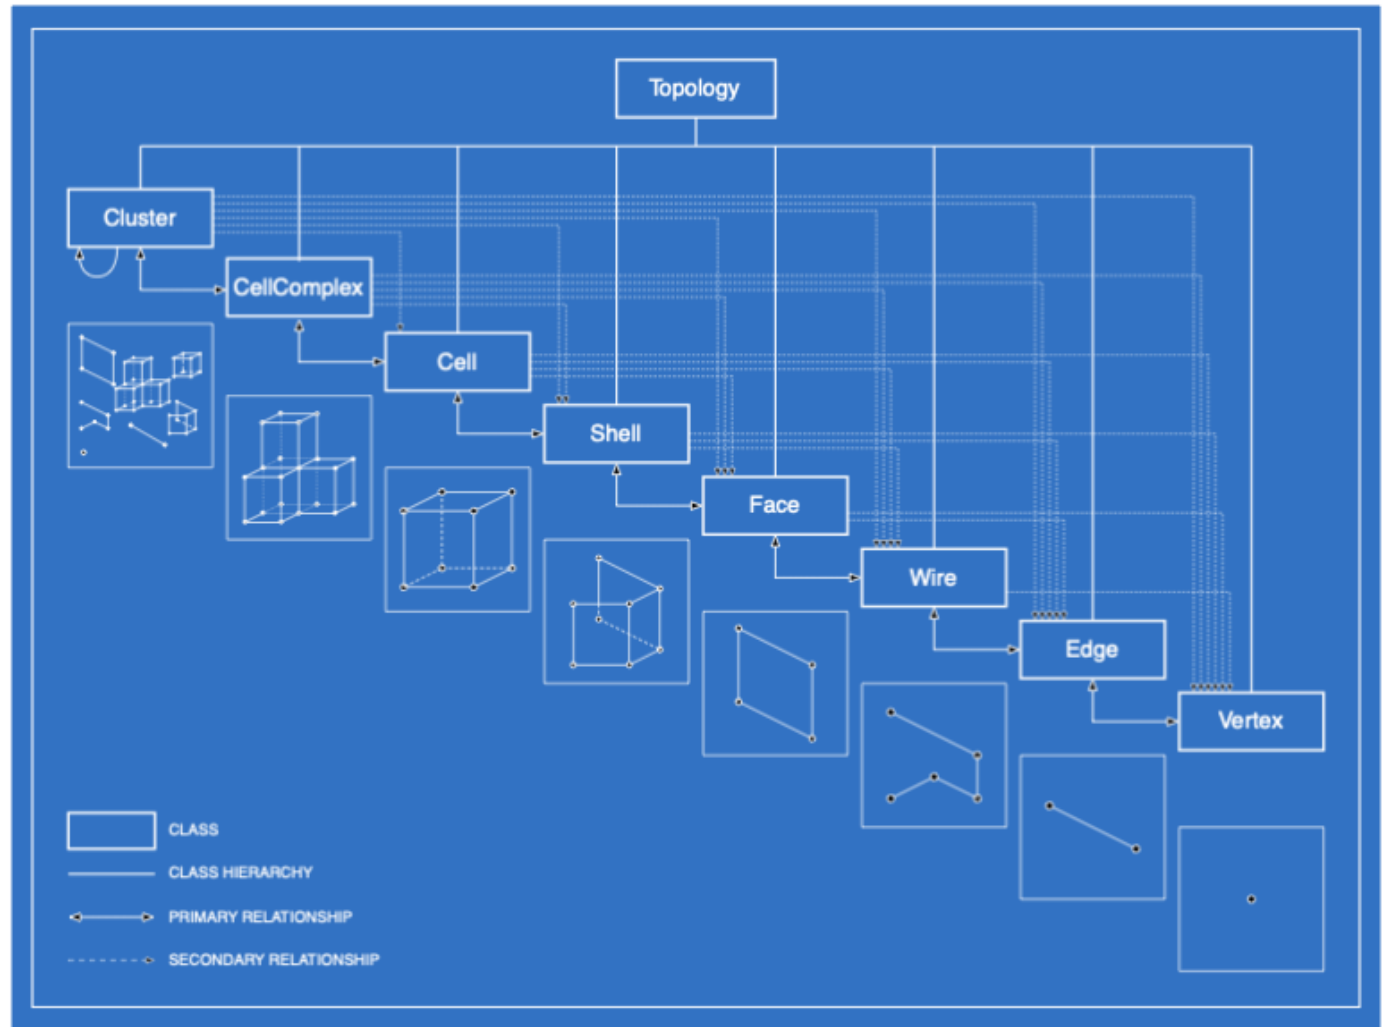 Topology
Cluster
CellComplex
Cell
Shell
Face
Wire
Edge
Vertex
CLASS
CLASS HIERARCHY
PRIMARY RELATIONSHIP
SECONDARY RELATIONSHIP